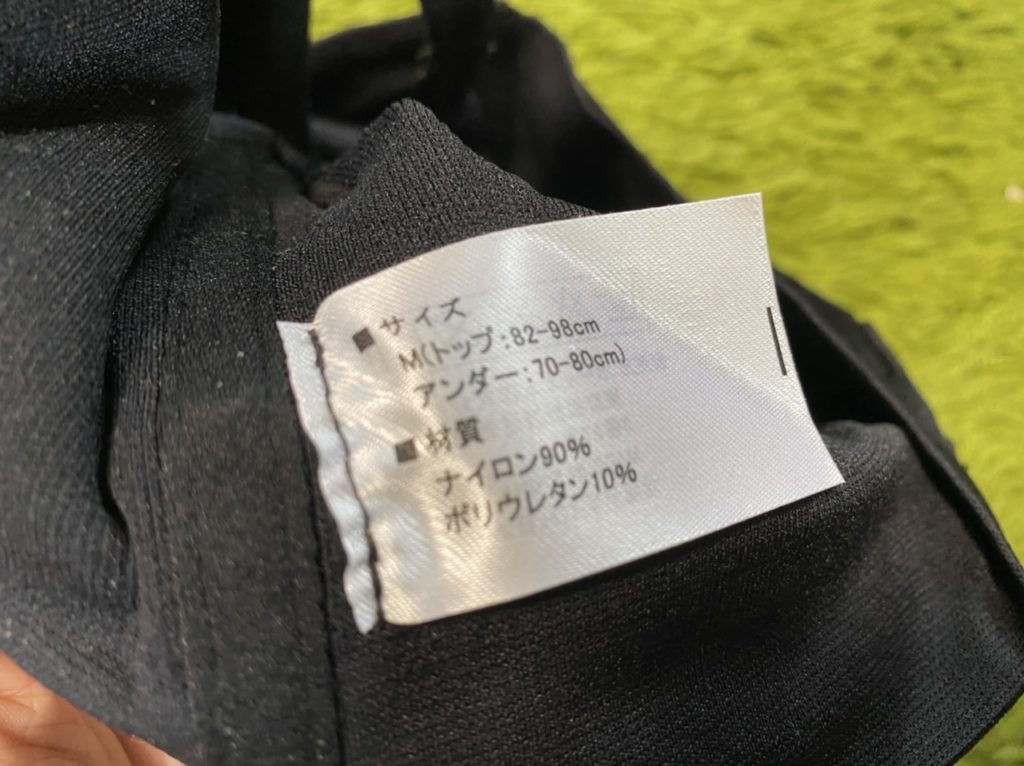 ■サイズ
M(トップ:82-98cm
アンダー:70-80cm)
■材質
ナイロン90%
ポリウレタン10%